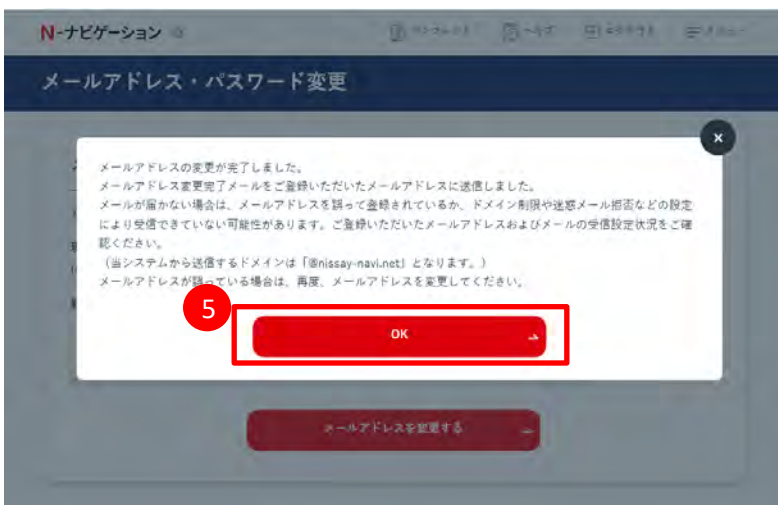 N-ナビゲーション
メールアドレス・パスワード変更
メールアドレスの変更が完了しました。
メールアドレス変更完了メールをご登録いただいたメールアドレスに送信しました。
メールが届かない場合は、メールアドレスを誤って登録されているか、ドメイン制限や迷惑メール拒否などの設定
により受信できていない可能性があります。ご登録いただいたメールアドレスおよびメールの受信設定状況をご確
認ください。
（当システムから送信するドメインは「@nissay-navi.net」となります。）
メールアドレスが誤っている場合は、再度、メールアドレスを変更してください。
5
OK
メールアドレスを変更する